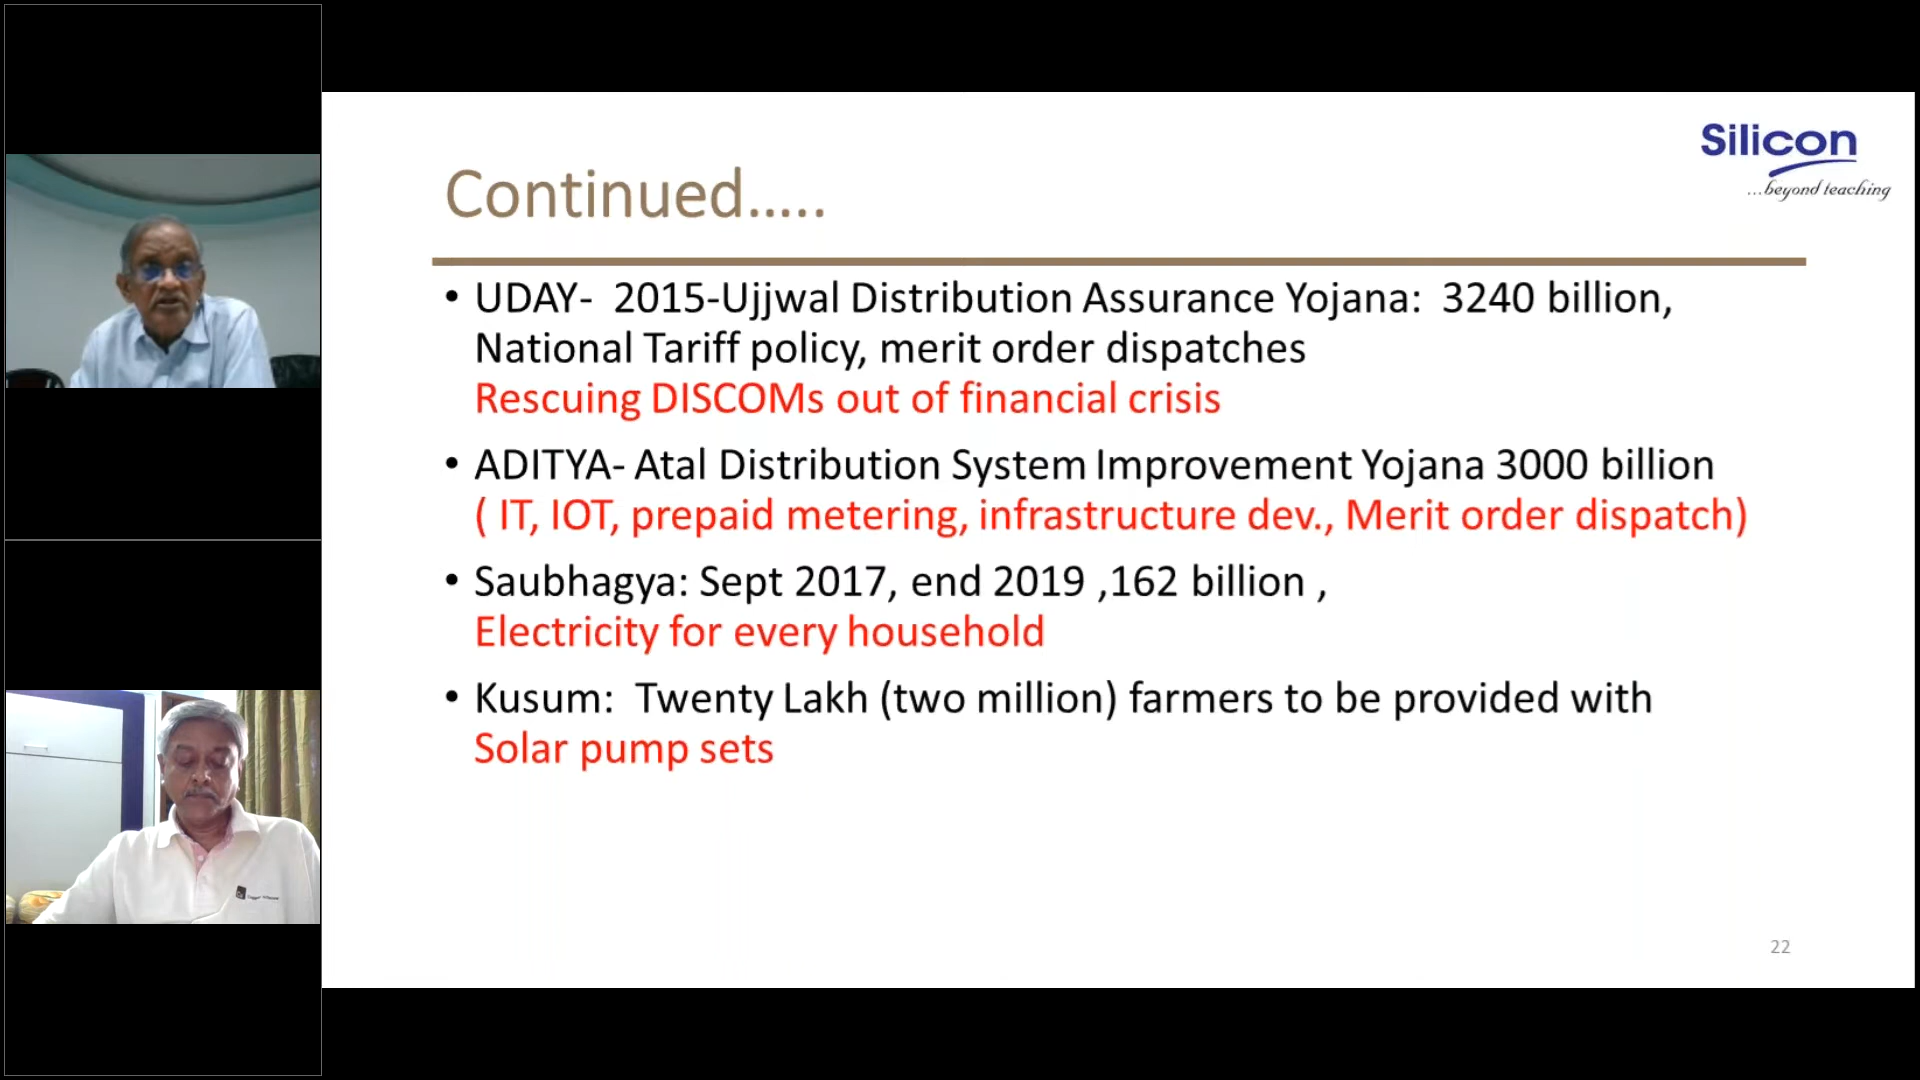 Silicon
...beyond teaching
Continued.....
• UDAY- 2015-Ujjwal Distribution Assurance Yojana: 3240 billion,
National Tariff policy, merit order dispatches
Rescuing DISCOMs out of financial crisis
• ADITYA- Atal Distribution System Improvement Yojana 3000 billion
( IT, IOT, prepaid metering, infrastructure dev., Merit order dispatch)
• Saubhagya: Sept 2017, end 2019 ,162 billion ,
Electricity for every household
• Kusum: Twenty Lakh (two million) farmers to be provided with
Solar pump sets
22